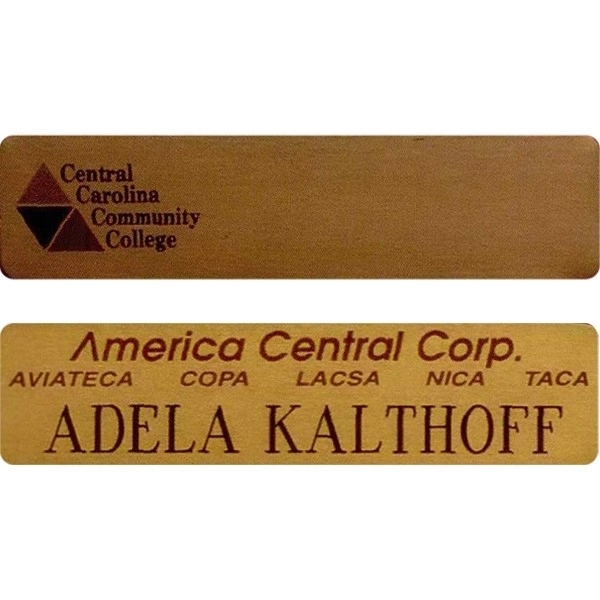 Central
Carolina
Community
College
America Central Corp.
AVIATECA COPA LACSA NICA TACA
ADELA KALTHOFF